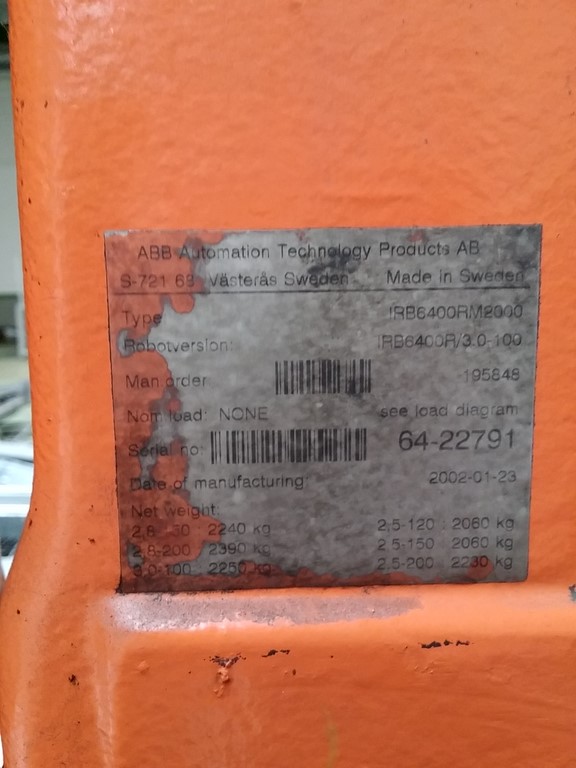 ABB Automation Technology Products AB
S-721 68 Västerås Sweden Made in Sweden
Type IRB6400RM2000
Robotversion: IRB6400R/3.0-100
Man.order 195848
Nom.load: NONE see load diagram
Serial no: 64-22791
Date of manufacturing: 2002-01-23
Net weight:
2,8- : 2240 kg 2,5-120 : 2060 kg
2,8-200 : 2390 kg 2.5-150 : 2060 kg
3,0-100 : 2250 kg 2.5-200 : 2230 kg